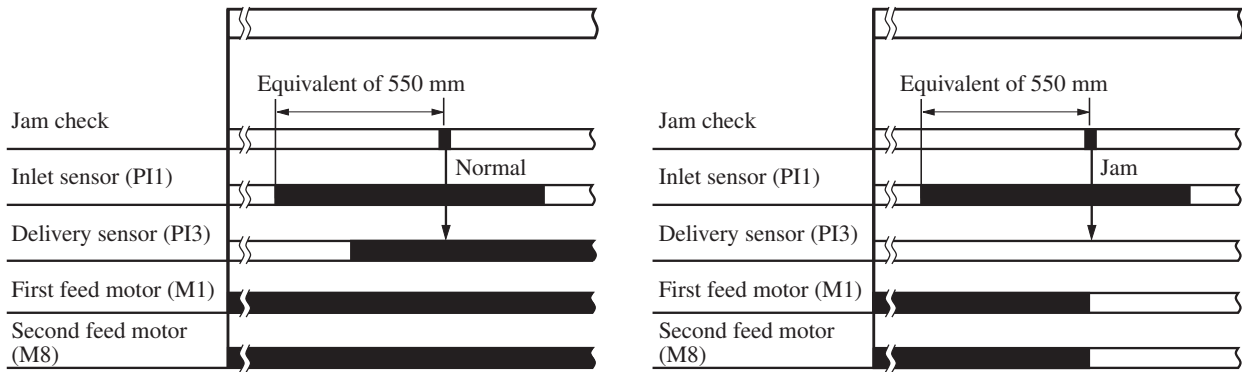 Equivalent of 550 mm
Jam check
Normal
Inlet sensor (PI1)
Delivery sensor (PI3)
First feed motor (M1)
Second feed motor
(M8)
Equivalent of 550 mm
Jam check
Jam
Inlet sensor (PI1)
Delivery sensor (PI3)
First feed motor (M1)
Second feed motor
(M8)